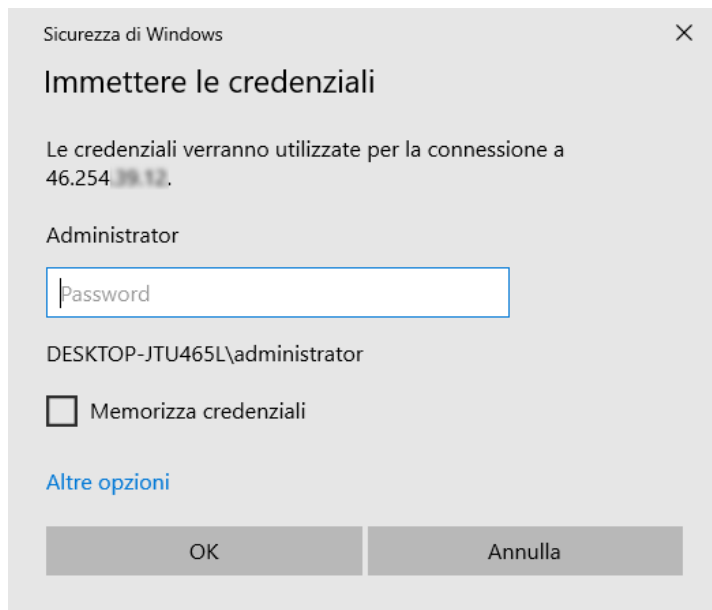 Sicurezza di Windows
Immettere le credenziali
Le credenziali verranno utilizzate per la connessione a
46.254
Administrator
Password
DESKTOP-JTU465L\administrator
Memorizza credenziali
Altre opzioni
OK
Annulla